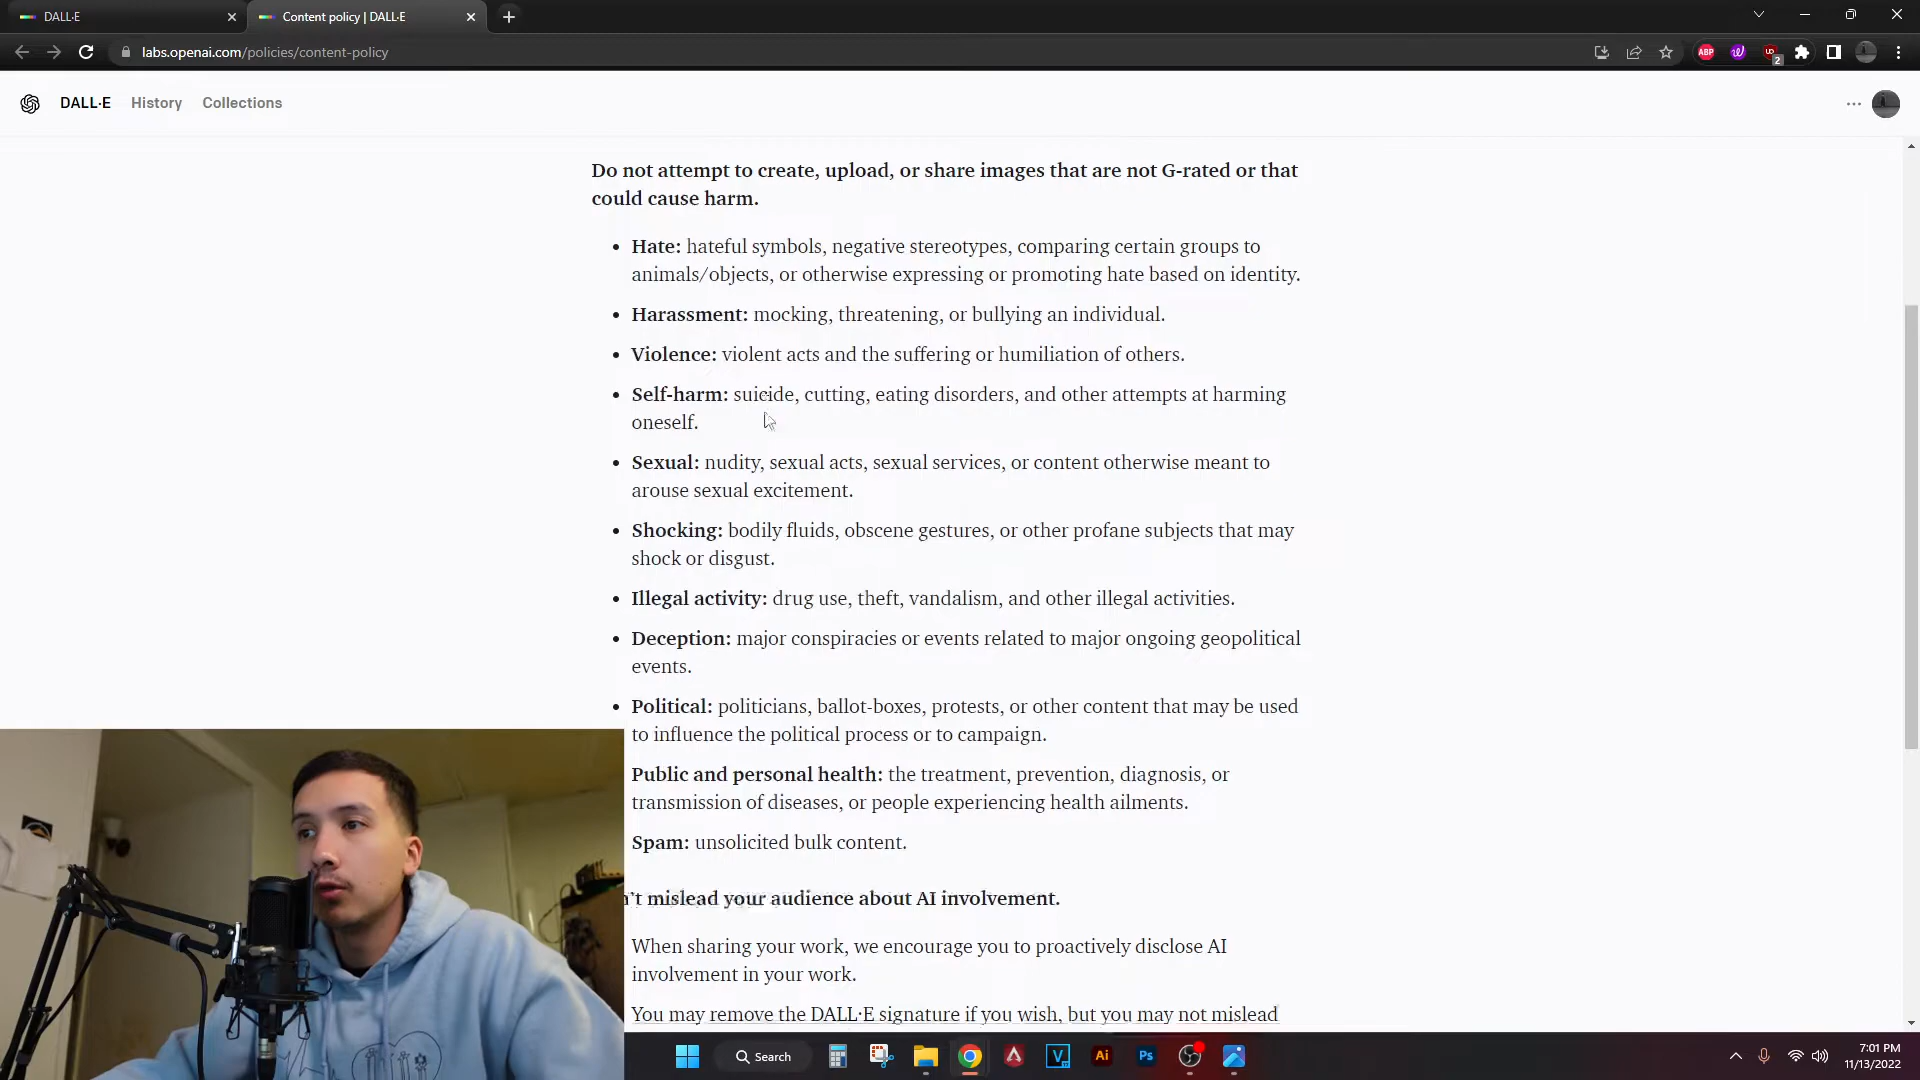 DALL·E
Content policy | DALL·E
labs.openai.com/policies/content-policy
ABP
2
DALL·E History Collections
Do not attempt to create, upload, or share images that are not G-rated or that
could cause harm.
• Hate: hateful symbols, negative stereotypes, comparing certain groups to
animals/objects, or otherwise expressing or promoting hate based on identity.
• Harassment: mocking, threatening, or bullying an individual.
• Violence: violent acts and the suffering or humiliation of others.
• Self-harm: suicide, cutting, eating disorders, and other attempts at harming
oneself.
• Sexual: nudity, sexual acts, sexual services, or content otherwise meant to
arouse sexual excitement.
• Shocking: bodily fluids, obscene gestures, or other profane subjects that may
shock or disgust.
• Illegal activity: drug use, theft, vandalism, and other illegal activities.
• Deception: major conspiracies or events related to major ongoing geopolitical
events.
• Political: politicians, ballot-boxes, protests, or other content that may be used
to influence the political process or to campaign.
Public and personal health: the treatment, prevention, diagnosis, or
transmission of diseases, or people experiencing health ailments.
Spam: unsolicited bulk content.
't mislead your audience about AI involvement.
When sharing your work, we encourage you to proactively disclose AI
involvement in your work.
You may remove the DALL·E signature if you wish, but you may not mislead
Search
V
Ai
Ps
7:01 PM
11/13/2022